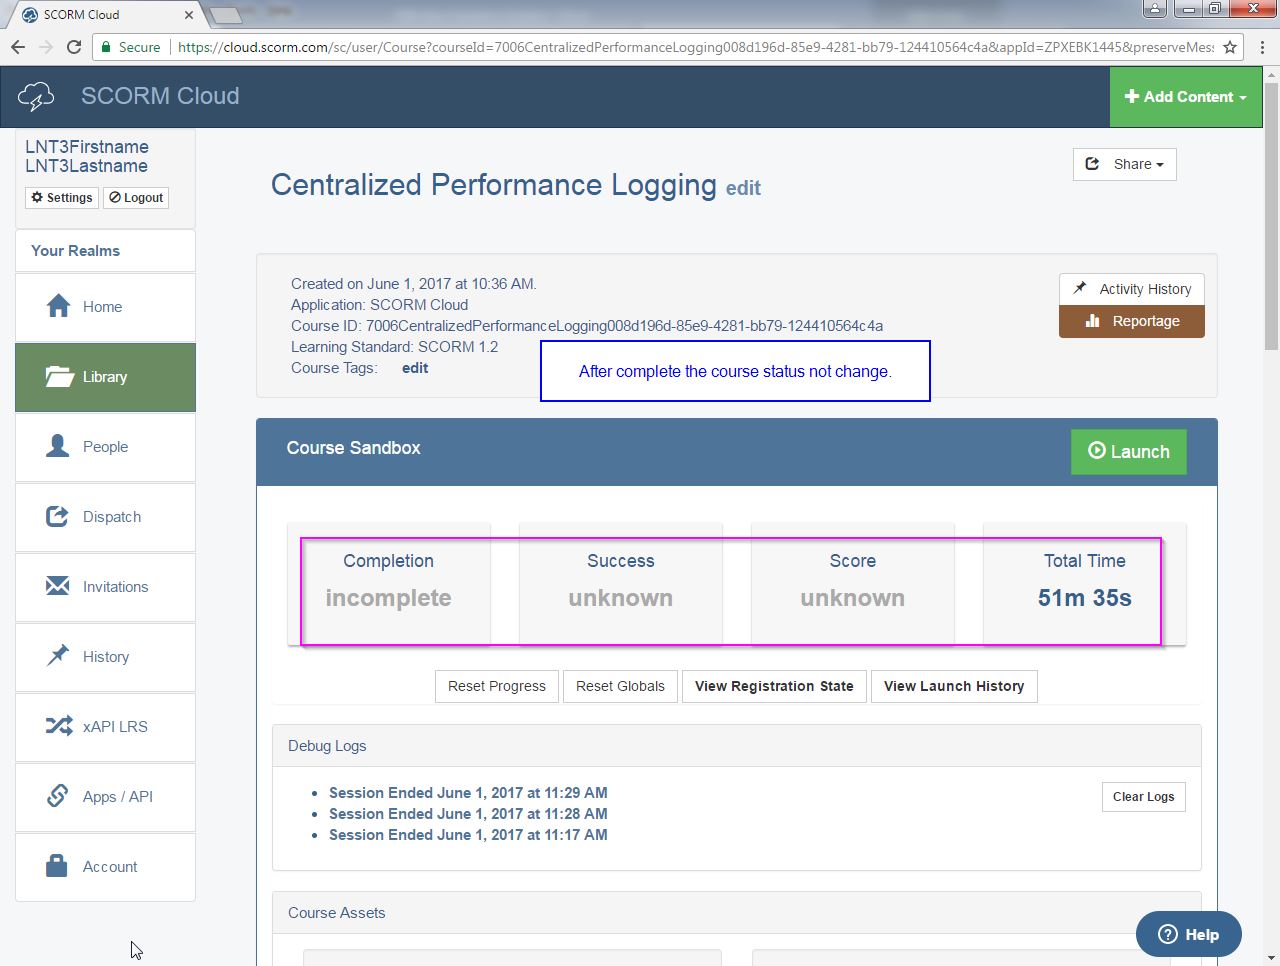 SCORM Cloud
Secure
https://cloud.scorm.com/sc/user/Course?courseId=7006CentralizedPerformanceLogging008d196d-85e9-4281-bb79-124410564c4a&appId=ZPXEBK1445&preserveMes
SCORM Cloud
Add Content
LNT3Firstname
LNT3Lastname
Settings
Logout
Your Realms
Home
Library
People
Dispatch
Invitations
History
xAPI LRS
Apps / API
Account
Centralized Performance Logging edit
Share
Created on June 1, 2017 at 10:36 AM.
Application: SCORM Cloud
Course ID: 7006CentralizedPerformanceLogging008d196d-85e9-4281-bb79-124410564c4a
Learning Standard: SCORM 1.2
Course Tags: edit
Activity History
Reportage
After complete the course status not change.
Course Sandbox
Launch
Completion
incomplete
Success
unknown
Score
unknown
Total Time
51m 35s
Reset Progress
Reset Globals
View Registration State
View Launch History
Debug Logs
Session Ended June 1, 2017 at 11:29 AM
Session Ended June 1, 2017 at 11:28 AM
Session Ended June 1, 2017 at 11:17 AM
Clear Logs
Course Assets
Help